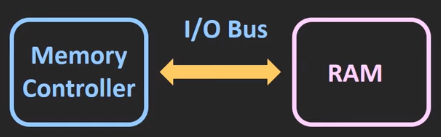 I/O Bus
Memory
Controller
RAM